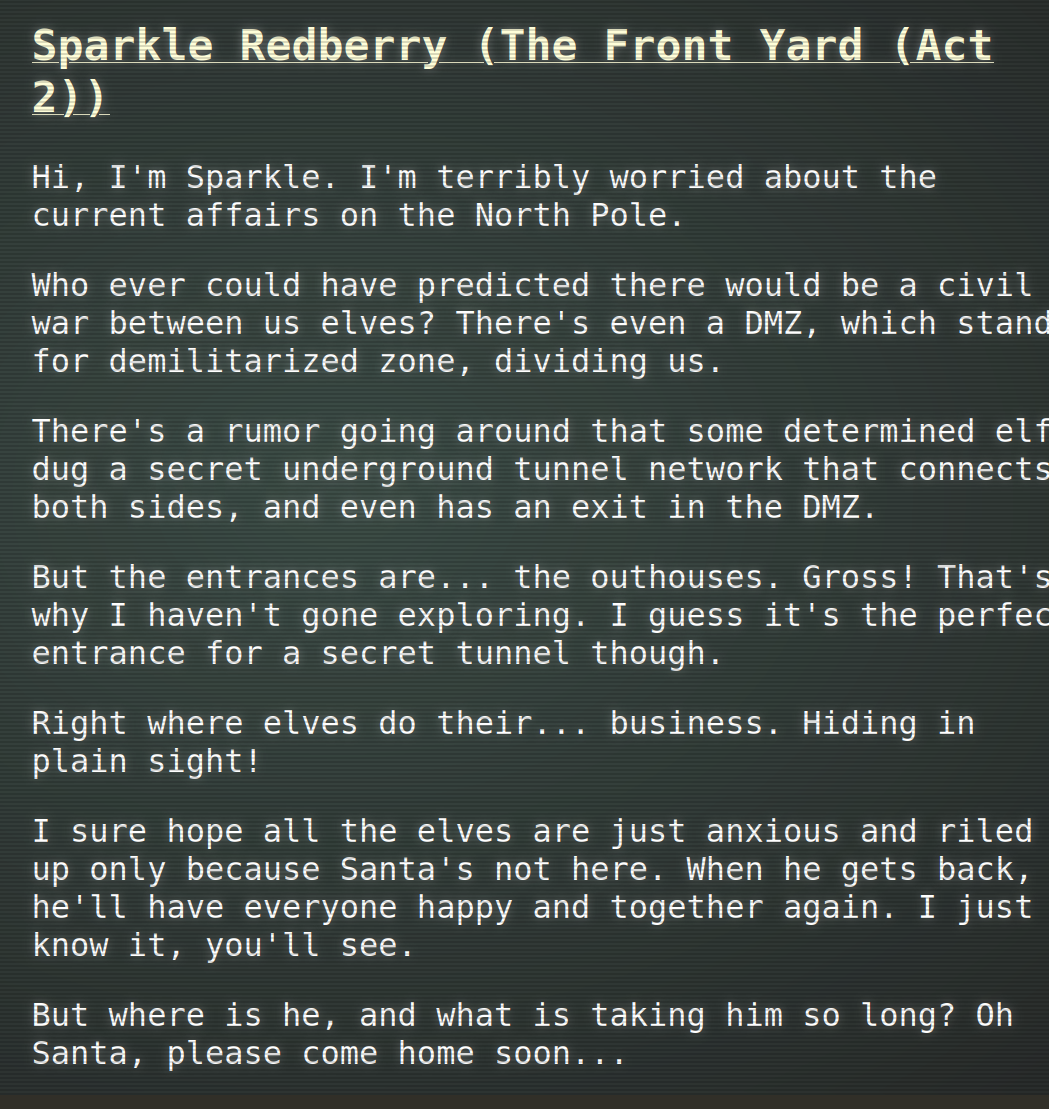 Sparkle Redberry (The Front Yard (Act
2))
Hi, I'm Sparkle. I'm terribly worried about the
current affairs on the North Pole.
Who ever could have predicted there would be a civil
war between us elves? There's even a DMZ, which stand
for demilitarized zone, dividing us.
There's a rumor going around that some determined elf
dug a secret underground tunnel network that connects
both sides, and even has an exit in the DMZ.
But the entrances are... the outhouses. Gross! That's
why I haven't gone exploring. I guess it's the perfec
entrance for a secret tunnel though.
Right where elves do their... business. Hiding in
plain sight!
I sure hope all the elves are just anxious and riled
up only because Santa's not here. When he gets back,
he'll have everyone happy and together again. I just
know it, you'll see.
But where is he, and what is taking him so long? Oh
Santa, please come home soon...